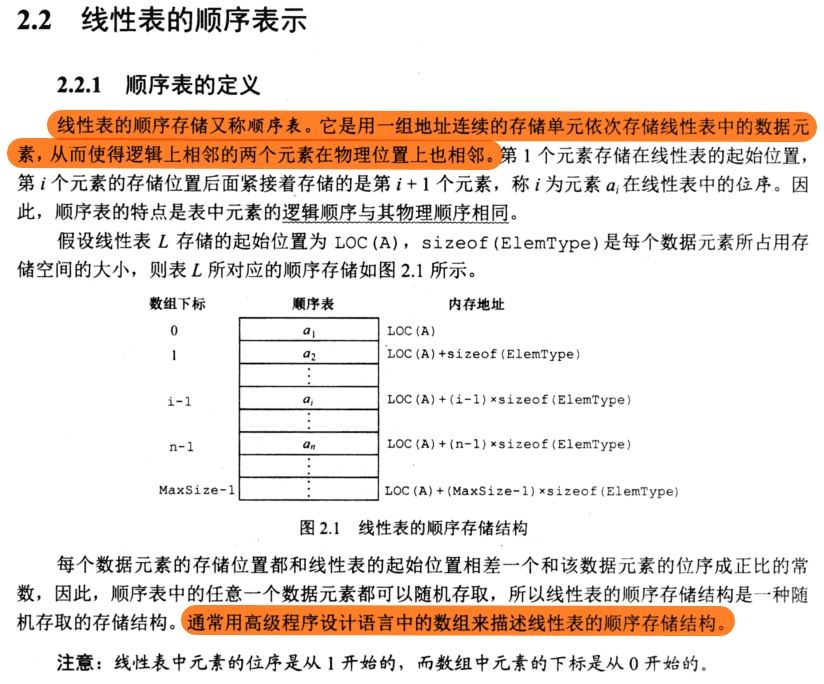 2.2 线性表的顺序表示
2.2.1 顺序表的定义
线性表的顺序存储又称顺序表。它是用一组地址连续的存储单元依次存储线性表中的数据元
素，从而使得逻辑上相邻的两个元素在物理位置上也相邻。第 1 个元素存储在线性表的起始位置，
第 i 个元素的存储位置后面紧接着存储的是第 i + 1 个元素，称 i 为元素 aᵢ 在线性表中的位序。因
此，顺序表的特点是表中元素的逻辑顺序与其物理顺序相同。
假设线性表 L 存储的起始位置为 LOC(A)，sizeof(ElemType)是每个数据元素所占用存
储空间的大小，则表 L 所对应的顺序存储如图 2.1 所示。
数组下标 顺序表 内存地址
0 a₁ LOC(A)
1 a₂ LOC(A)+sizeof(ElemType)
⋮
i-1 aᵢ LOC(A)+(i-1)×sizeof(ElemType)
⋮
n-1 aₙ LOC(A)+(n-1)×sizeof(ElemType)
⋮
MaxSize-1 ⋮ LOC(A)+(MaxSize-1)×sizeof(ElemType)
图 2.1 线性表的顺序存储结构
每个数据元素的存储位置都和线性表的起始位置相差一个和该数据元素的位序成正比的常
数，因此，顺序表中的任意一个数据元素都可以随机存取，所以线性表的顺序存储结构是一种随
机存取的存储结构。通常用高级程序设计语言中的数组来描述线性表的顺序存储结构。
注意：线性表中元素的位序是从 1 开始的，而数组中元素的下标是从 0 开始的。